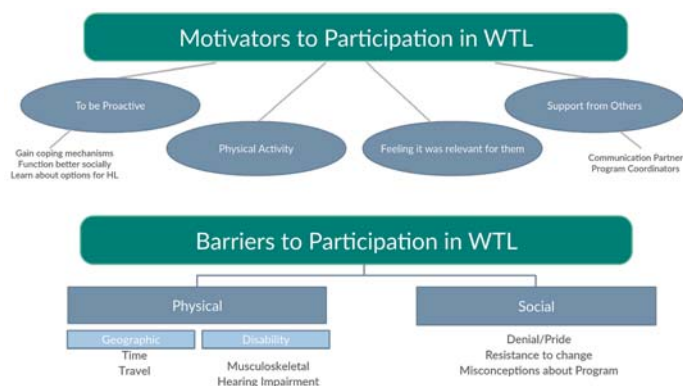 Motivators to Participation in WTL
To be Proactive
Support from Others
Physical Activity
Feeling it was relevant for them
Gain coping mechanisms
Function better socially
Learn about options for HL
Communication Partner
Program Coordinators
Barriers to Participation in WTL
Physical
Social
Geographic
Disability
Time
Travel
Musculoskeletal
Hearing Impairment
Denial/Pride
Resistance to change
Misconceptions about Program